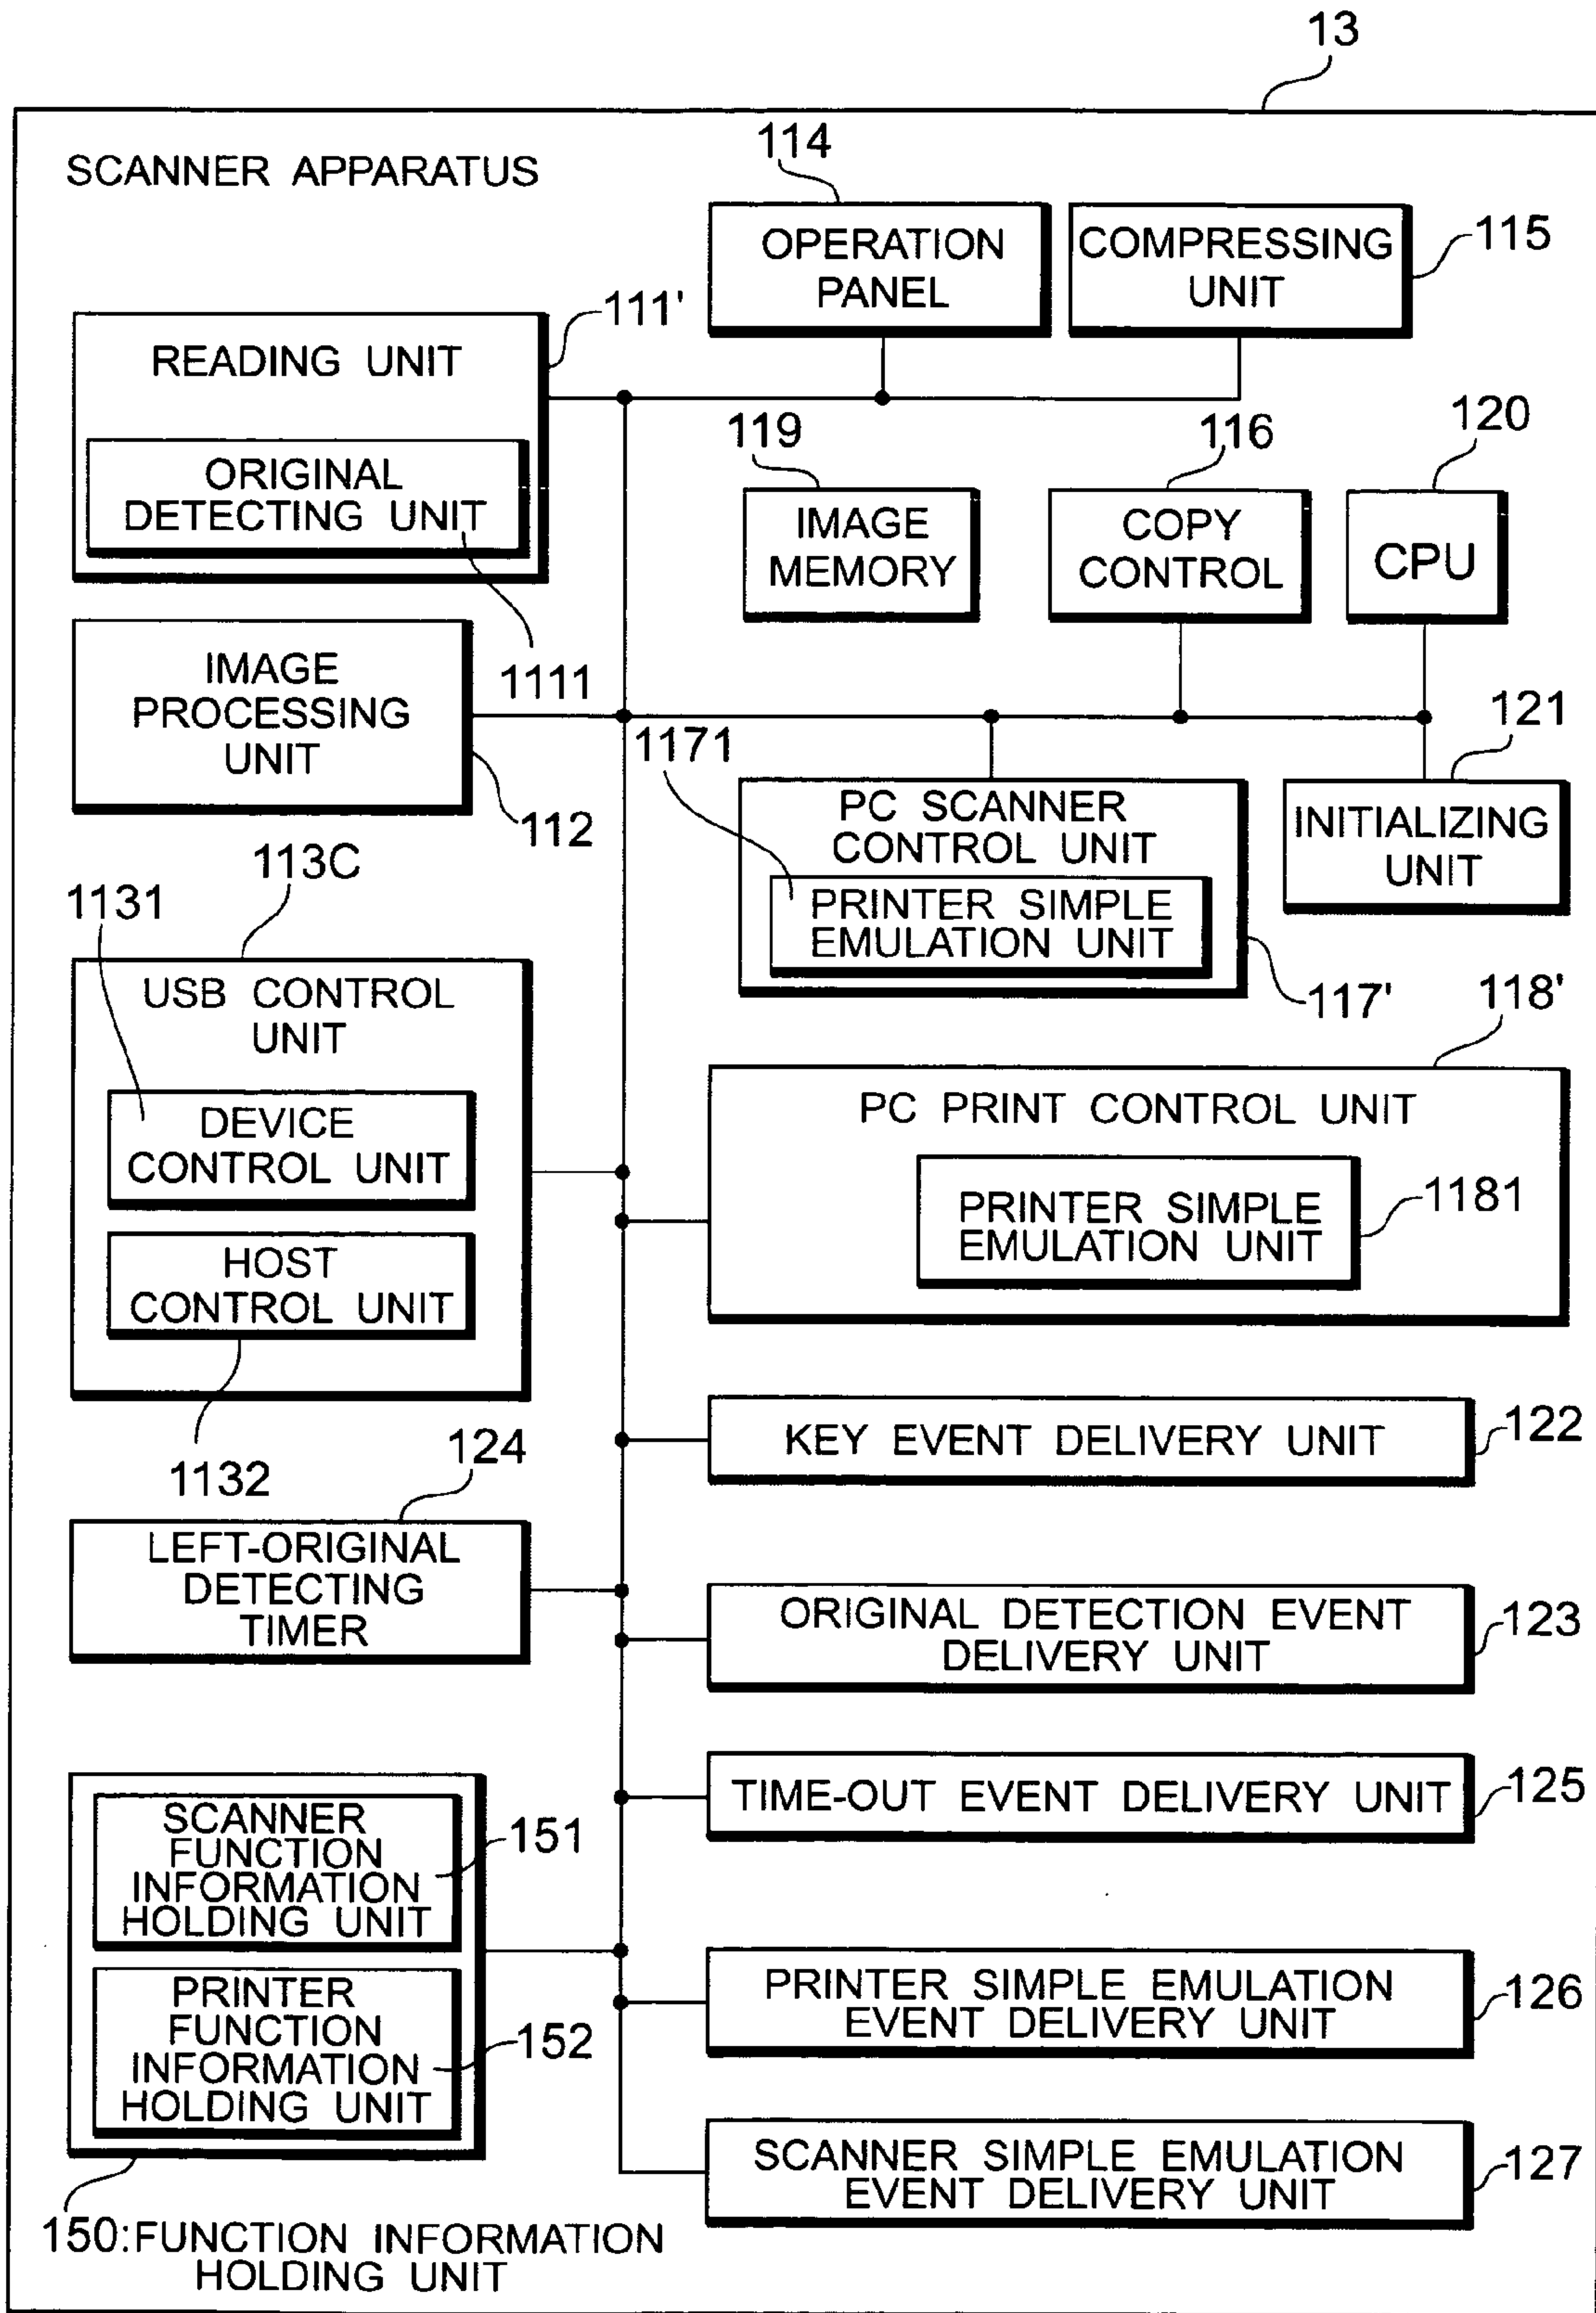 13
SCANNER APPARATUS
114
OPERATION
PANEL
COMPRESSING
UNIT
115
111'
READING UNIT
ORIGINAL
DETECTING UNIT
1111
119
IMAGE
MEMORY
116
COPY
CONTROL
120
CPU
IMAGE
PROCESSING
UNIT
112
1171
PC SCANNER
CONTROL UNIT
PRINTER SIMPLE
EMULATION UNIT
117'
121
INITIALIZING
UNIT
113C
1131
USB CONTROL
UNIT
DEVICE
CONTROL UNIT
HOST
CONTROL UNIT
1132
118'
PC PRINT CONTROL UNIT
PRINTER SIMPLE
EMULATION UNIT
1181
KEY EVENT DELIVERY UNIT
122
124
LEFT-ORIGINAL
DETECTING
TIMER
ORIGINAL DETECTION EVENT
DELIVERY UNIT
123
TIME-OUT EVENT DELIVERY UNIT
125
SCANNER
FUNCTION
INFORMATION
HOLDING UNIT
151
PRINTER
FUNCTION
INFORMATION
HOLDING UNIT
152
PRINTER SIMPLE EMULATION
EVENT DELIVERY UNIT
126
SCANNER SIMPLE EMULATION
EVENT DELIVERY UNIT
127
150:FUNCTION INFORMATION
HOLDING UNIT